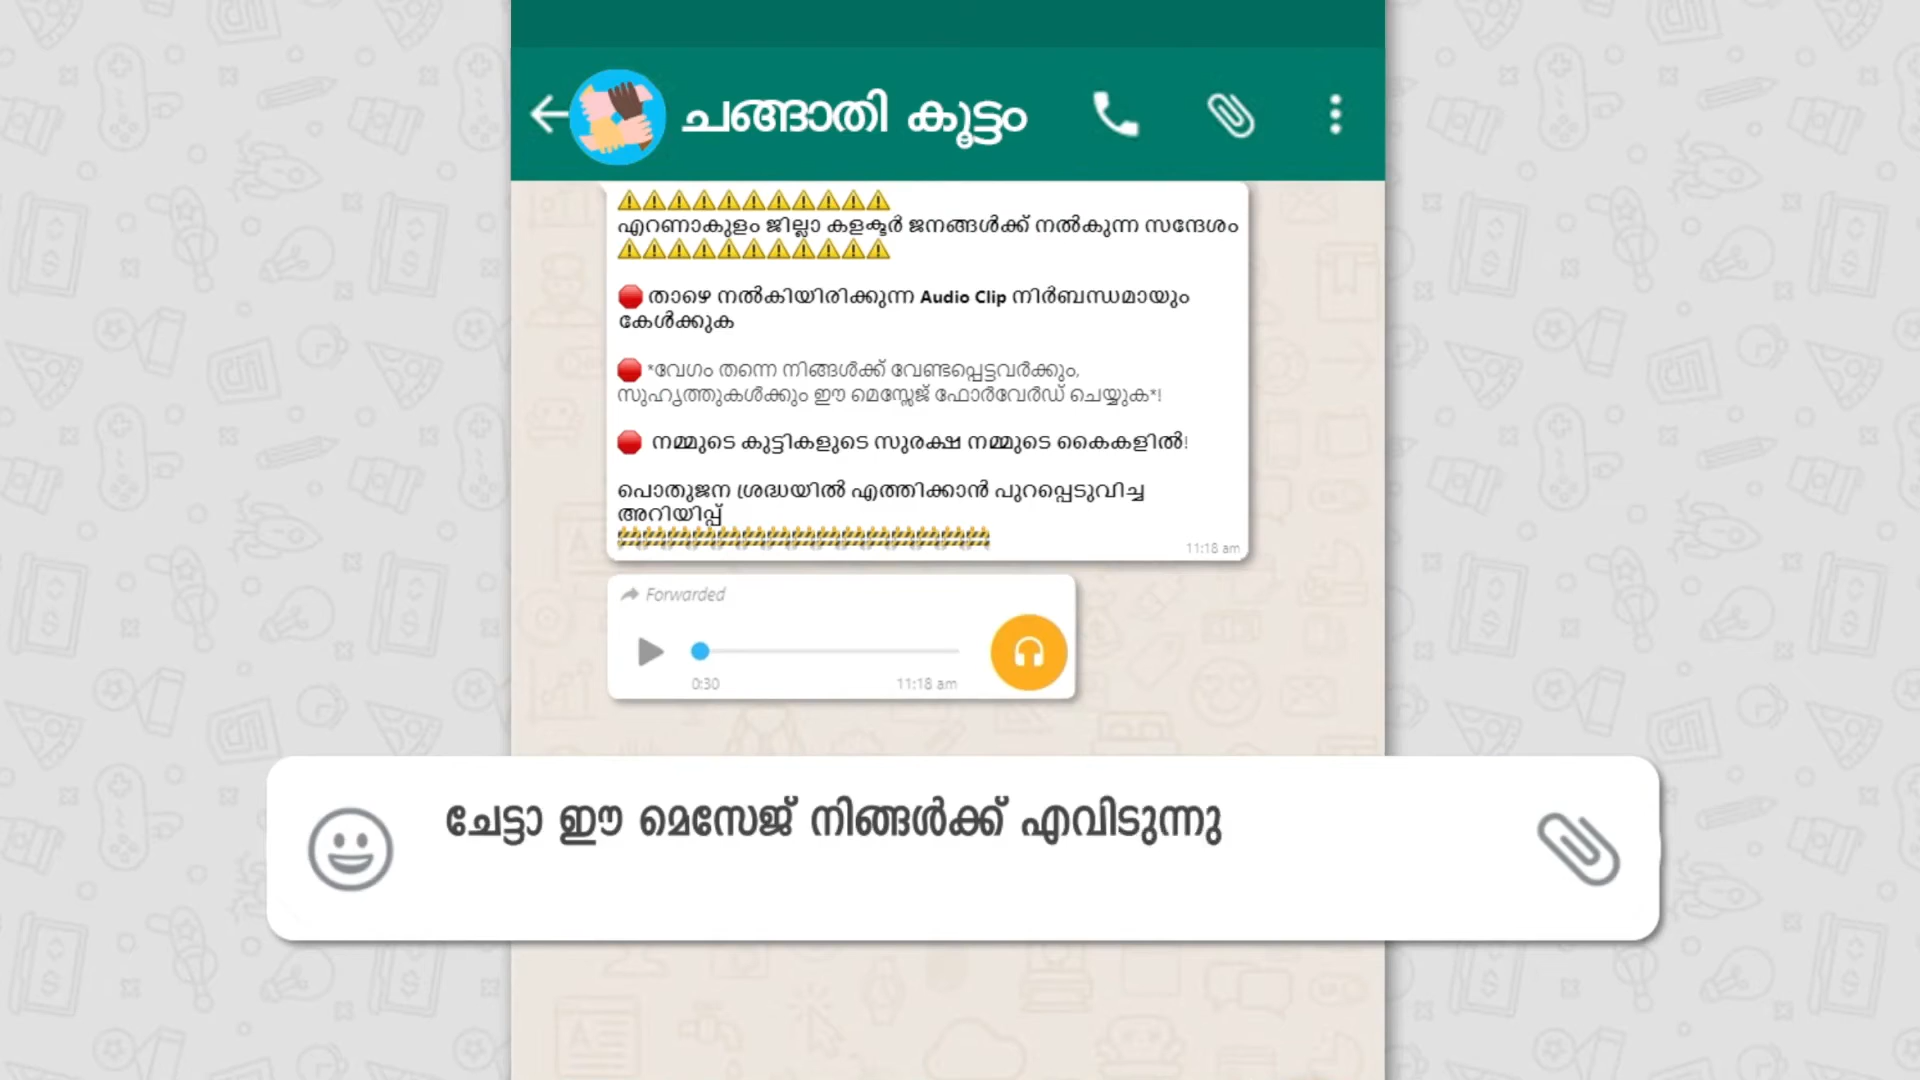 ചങ്ങാതി കൂട്ടം
എറണാകുളം ജില്ലാ കളക്ടർ ജനങ്ങൾക്ക് നൽകുന്ന സന്ദേശം
താഴെ നൽകിയിരിക്കുന്ന Audio Clip നിർബന്ധമായും
കേൾക്കുക
*വേഗം തന്നെ നിങ്ങൾക്ക് വേണ്ടപ്പെട്ടവർക്കും,
സുഹൃത്തുകൾക്കും ഈ മെസ്സേജ് ഫോർവേർഡ് ചെയ്യുക*!
നമ്മുടെ കുട്ടികളുടെ സുരക്ഷ നമ്മുടെ കൈകളിൽ!
പൊതുജന ശ്രദ്ധയിൽ എത്തിക്കാൻ പുറപ്പെടുവിച്ച
അറിയിപ്പ്
11:18 am
Forwarded
0:30 11:18 am
ചേട്ടാ ഈ മെസേജ് നിങ്ങൾക്ക് എവിടുന്നു